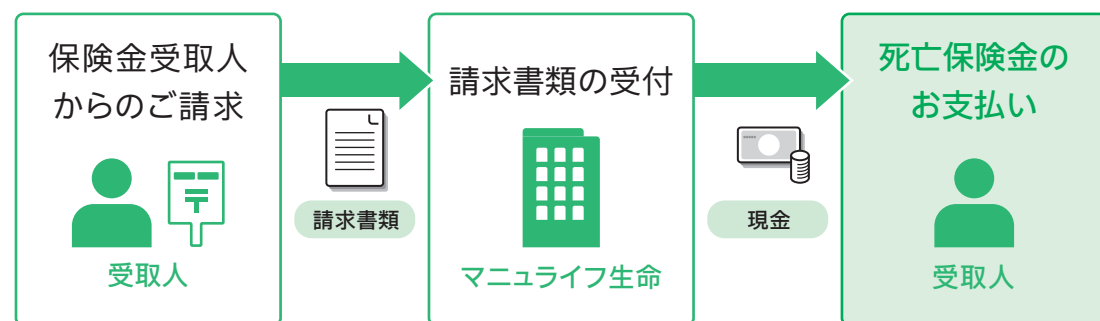 保険金受取人
からのご請求
受取人
請求書類
請求書類の受付
マニュライフ生命
現金
死亡保険金の
お支払い
受取人